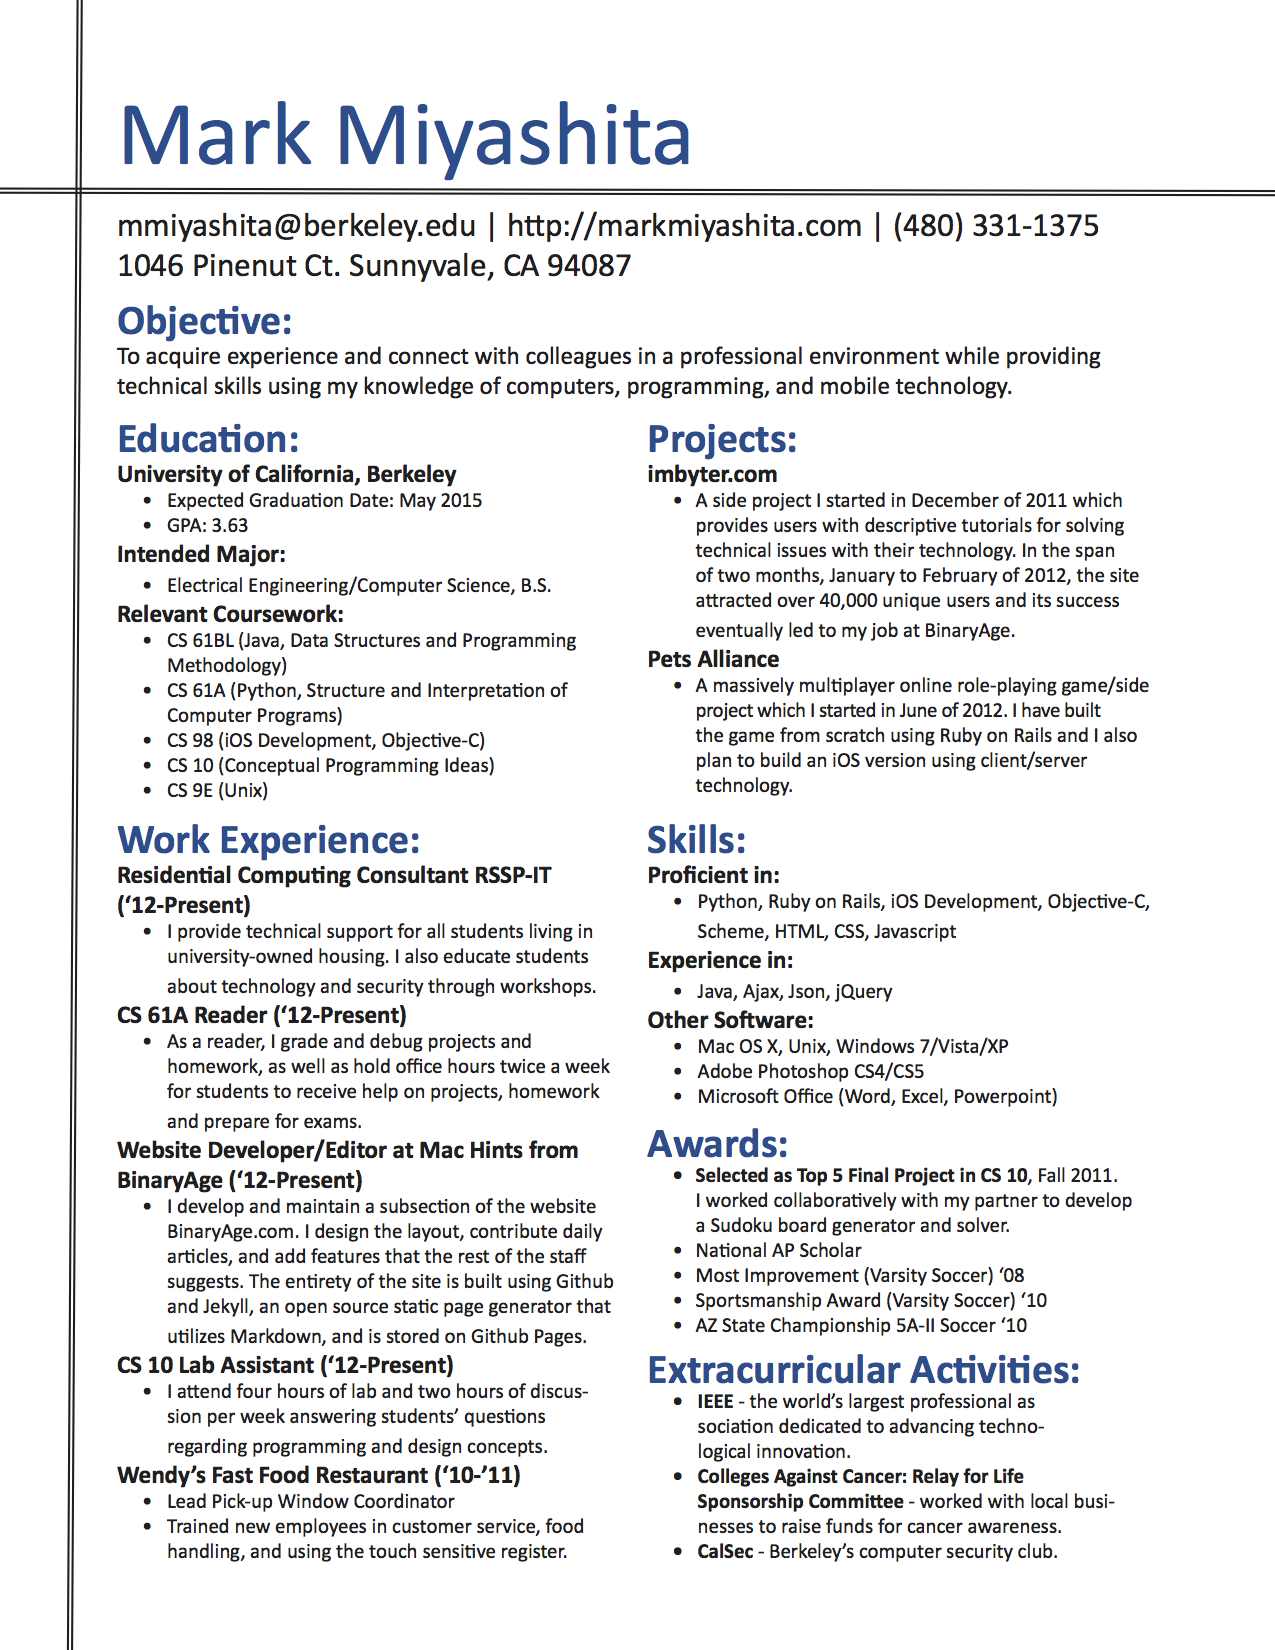 Mark Miyashita
mmiyashita@berkeley.edu | http://markmiyashita.com | (480) 331-1375
1046 Pinenut Ct. Sunnyvale, CA 94087
Objective:
To acquire experience and connect with colleagues in a professional environment while providing
technical skills using my knowledge of computers, programming, and mobile technology.
Education:
University of California, Berkeley
• Expected Graduation Date: May 2015
• GPA: 3.63
Intended Major:
• Electrical Engineering/Computer Science, B.S.
Relevant Coursework:
• CS 61BL (Java, Data Structures and Programming
Methodology)
• CS 61A (Python, Structure and Interpretation of
Computer Programs)
• CS 98 (iOS Development, Objective-C)
• CS 10 (Conceptual Programming Ideas)
• CS 9E (Unix)
Work Experience:
Residential Computing Consultant RSSP-IT
(‘12-Present)
• I provide technical support for all students living in
university-owned housing. I also educate students
about technology and security through workshops.
CS 61A Reader (‘12-Present)
• As a reader, I grade and debug projects and
homework, as well as hold office hours twice a week
for students to receive help on projects, homework
and prepare for exams.
Website Developer/Editor at Mac Hints from
BinaryAge (‘12-Present)
• I develop and maintain a subsection of the website
BinaryAge.com. I design the layout, contribute daily
articles, and add features that the rest of the staff
suggests. The entirety of the site is built using Github
and Jekyll, an open source static page generator that
utilizes Markdown, and is stored on Github Pages.
CS 10 Lab Assistant (‘12-Present)
• I attend four hours of lab and two hours of discus-
sion per week answering students’ questions
regarding programming and design concepts.
Wendy’s Fast Food Restaurant (‘10-’11)
• Lead Pick-up Window Coordinator
• Trained new employees in customer service, food
handling, and using the touch sensitive register.
Projects:
imbyter.com
• A side project I started in December of 2011 which
provides users with descriptive tutorials for solving
technical issues with their technology. In the span
of two months, January to February of 2012, the site
attracted over 40,000 unique users and its success
eventually led to my job at BinaryAge.
Pets Alliance
• A massively multiplayer online role-playing game/side
project which I started in June of 2012. I have built
the game from scratch using Ruby on Rails and I also
plan to build an iOS version using client/server
technology.
Skills:
Proficient in:
• Python, Ruby on Rails, iOS Development, Objective-C,
Scheme, HTML, CSS, Javascript
Experience in:
• Java, Ajax, Json, jQuery
Other Software:
• Mac OS X, Unix, Windows 7/Vista/XP
• Adobe Photoshop CS4/CS5
• Microsoft Office (Word, Excel, Powerpoint)
Awards:
• Selected as Top 5 Final Project in CS 10, Fall 2011.
I worked collaboratively with my partner to develop
a Sudoku board generator and solver.
• National AP Scholar
• Most Improvement (Varsity Soccer) ‘08
• Sportsmanship Award (Varsity Soccer) ‘10
• AZ State Championship 5A-II Soccer ‘10
Extracurricular Activities:
• IEEE - the world’s largest professional as
sociation dedicated to advancing techno-
logical innovation.
• Colleges Against Cancer: Relay for Life
Sponsorship Committee - worked with local busi-
nesses to raise funds for cancer awareness.
• CalSec - Berkeley’s computer security club.